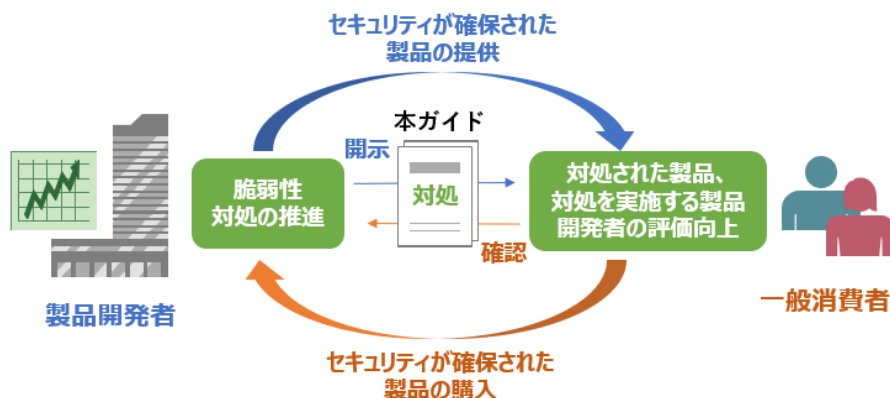 セキュリティが確保された
製品の提供
本ガイド
開示
脆弱性
対処の推進
対処
対処された製品、
対処を実施する製品
開発者の評価向上
確認
製品開発者
一般消費者
セキュリティが確保された
製品の購入